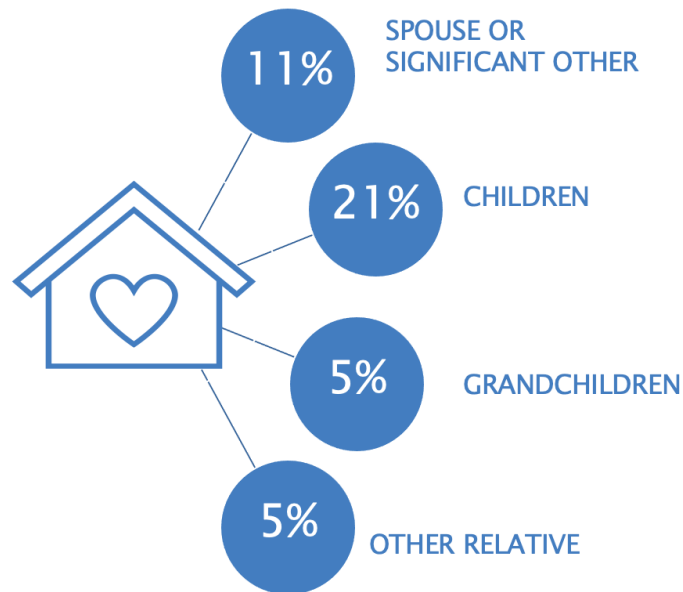 11%
SPOUSE OR
SIGNIFICANT OTHER
21%
CHILDREN
5%
GRANDCHILDREN
5%
OTHER RELATIVE